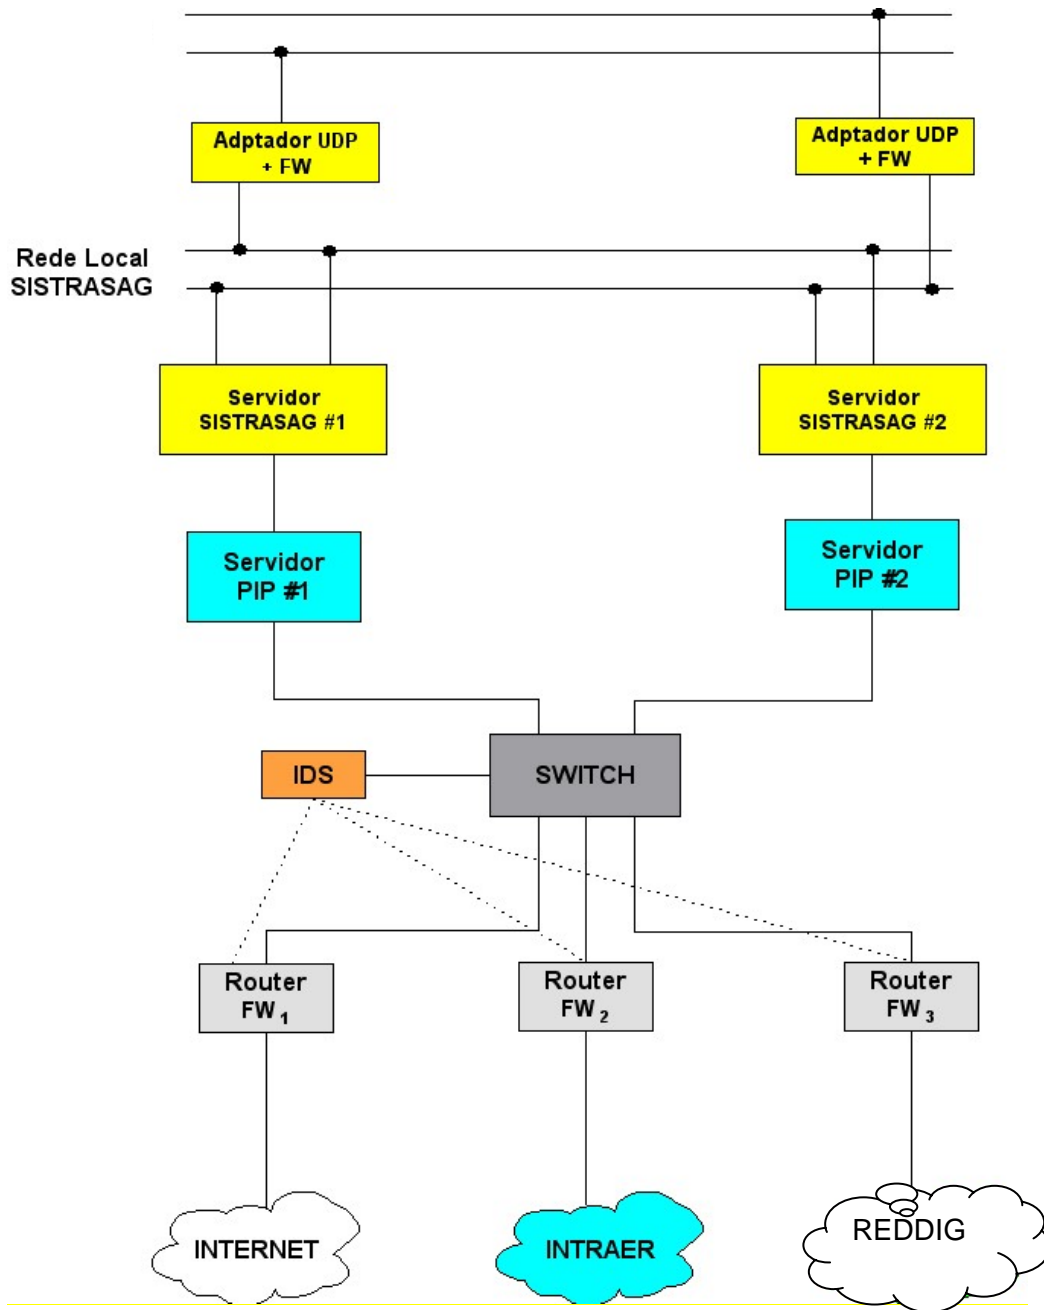 Adptador UDP
+ FW
Adptador UDP
+ FW
Rede Local
SISTRASAG
Servidor
SISTRASAG #1
Servidor
SISTRASAG #2
Servidor
PIP #1
Servidor
PIP #2
IDS
SWITCH
Router
FW 1
Router
FW 2
Router
FW 3
INTERNET
INTRAER
REDDIG